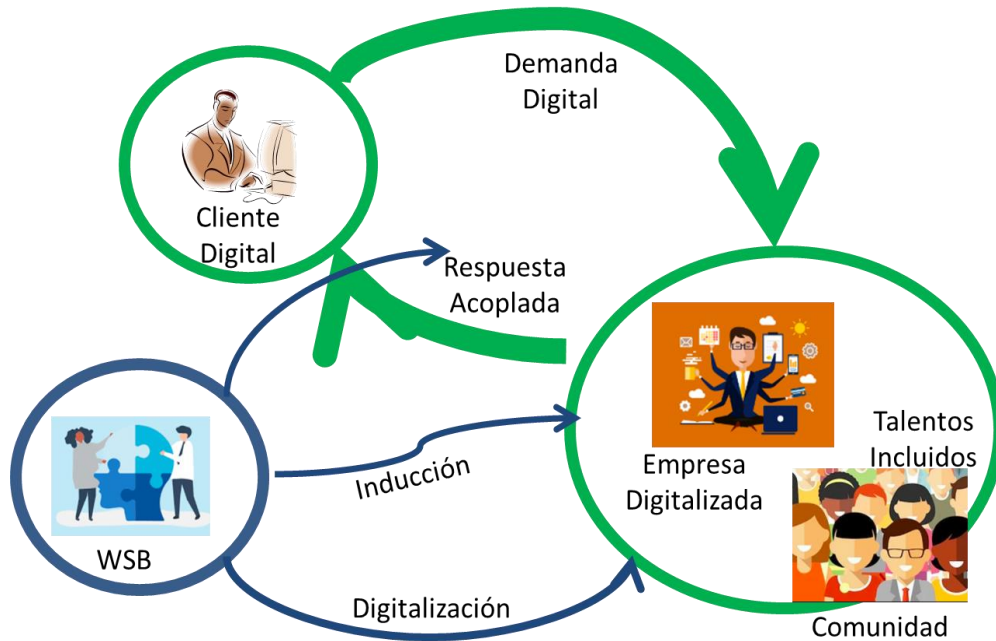 Demanda
Digital
Cliente
Digital
Respuesta
Acoplada
Talentos
Incluidos
Empresa
Digitalizada
Inducción
WSB
Digitalización
Comunidad